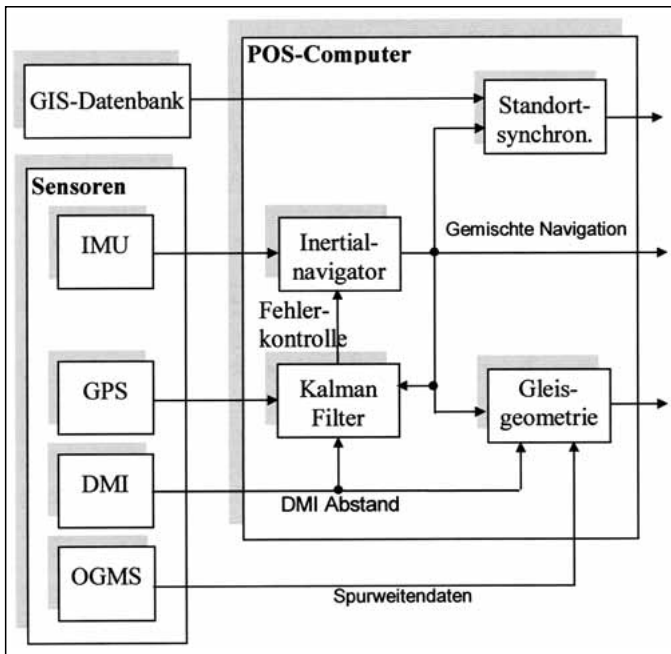 POS-Computer
GIS-Datenbank
Standort-
synchron.
Sensoren
IMU
Inertial-
navigator
Gemischte Navigation
Fehler-
kontrolle
GPS
Kalman
Filter
Gleis-
geometrie
DMI
DMI Abstand
OGMS
Spurweitendaten